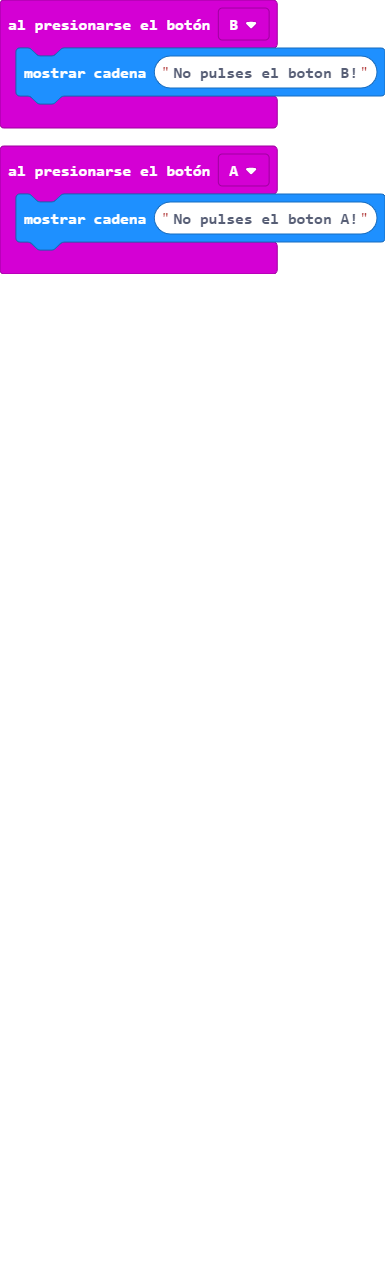 al presionarse el botón B
mostrar cadena "No pulses el boton B!"
al presionarse el botón A
mostrar cadena "No pulses el boton A!"